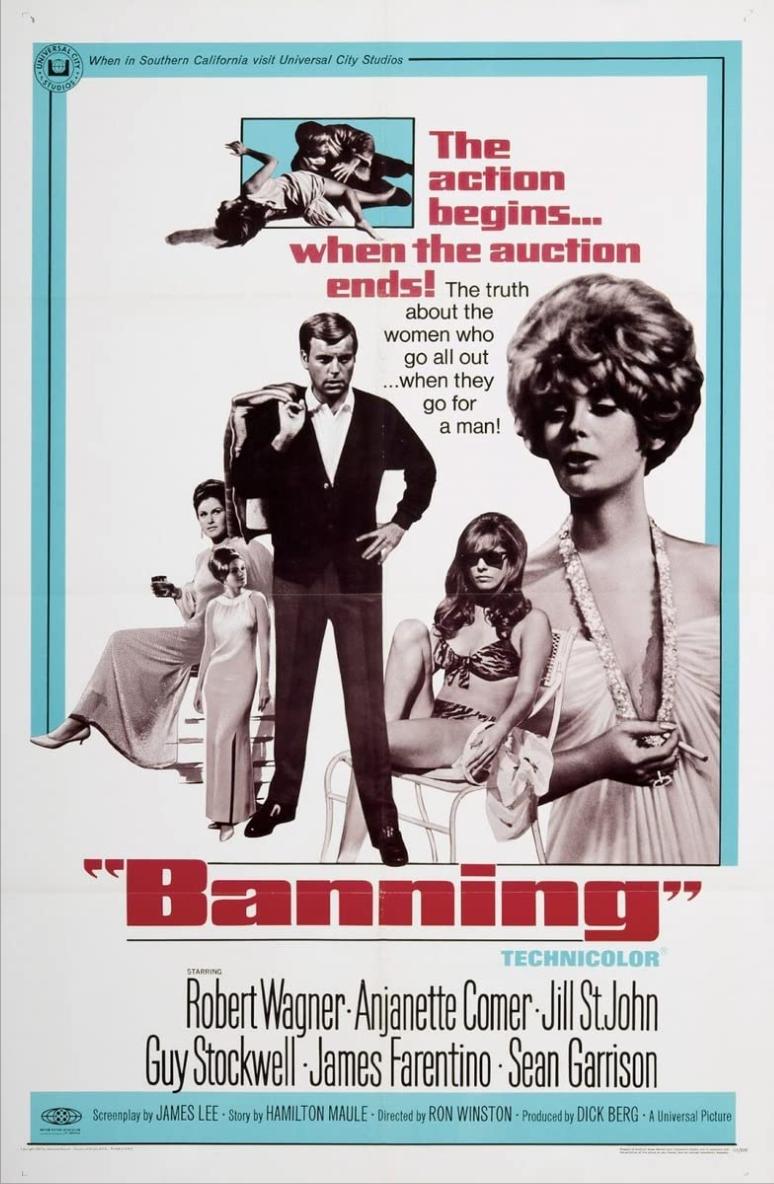 UNIVERSAL CITY STUDIOS
When in Southern California visit Universal City Studios
The
action
begins...
when the auction
ends! The truth
about the
women who
go all out
...when they
go for
a man!
"Banning"
TECHNICOLOR®
STARRING
Robert Wagner · Anjanette Comer · Jill St.John
Guy Stockwell · James Farentino · Sean Garrison
Screenplay by JAMES LEE · Story by HAMILTON MAULE · Directed by RON WINSTON · Produced by DICK BERG · A Universal Picture